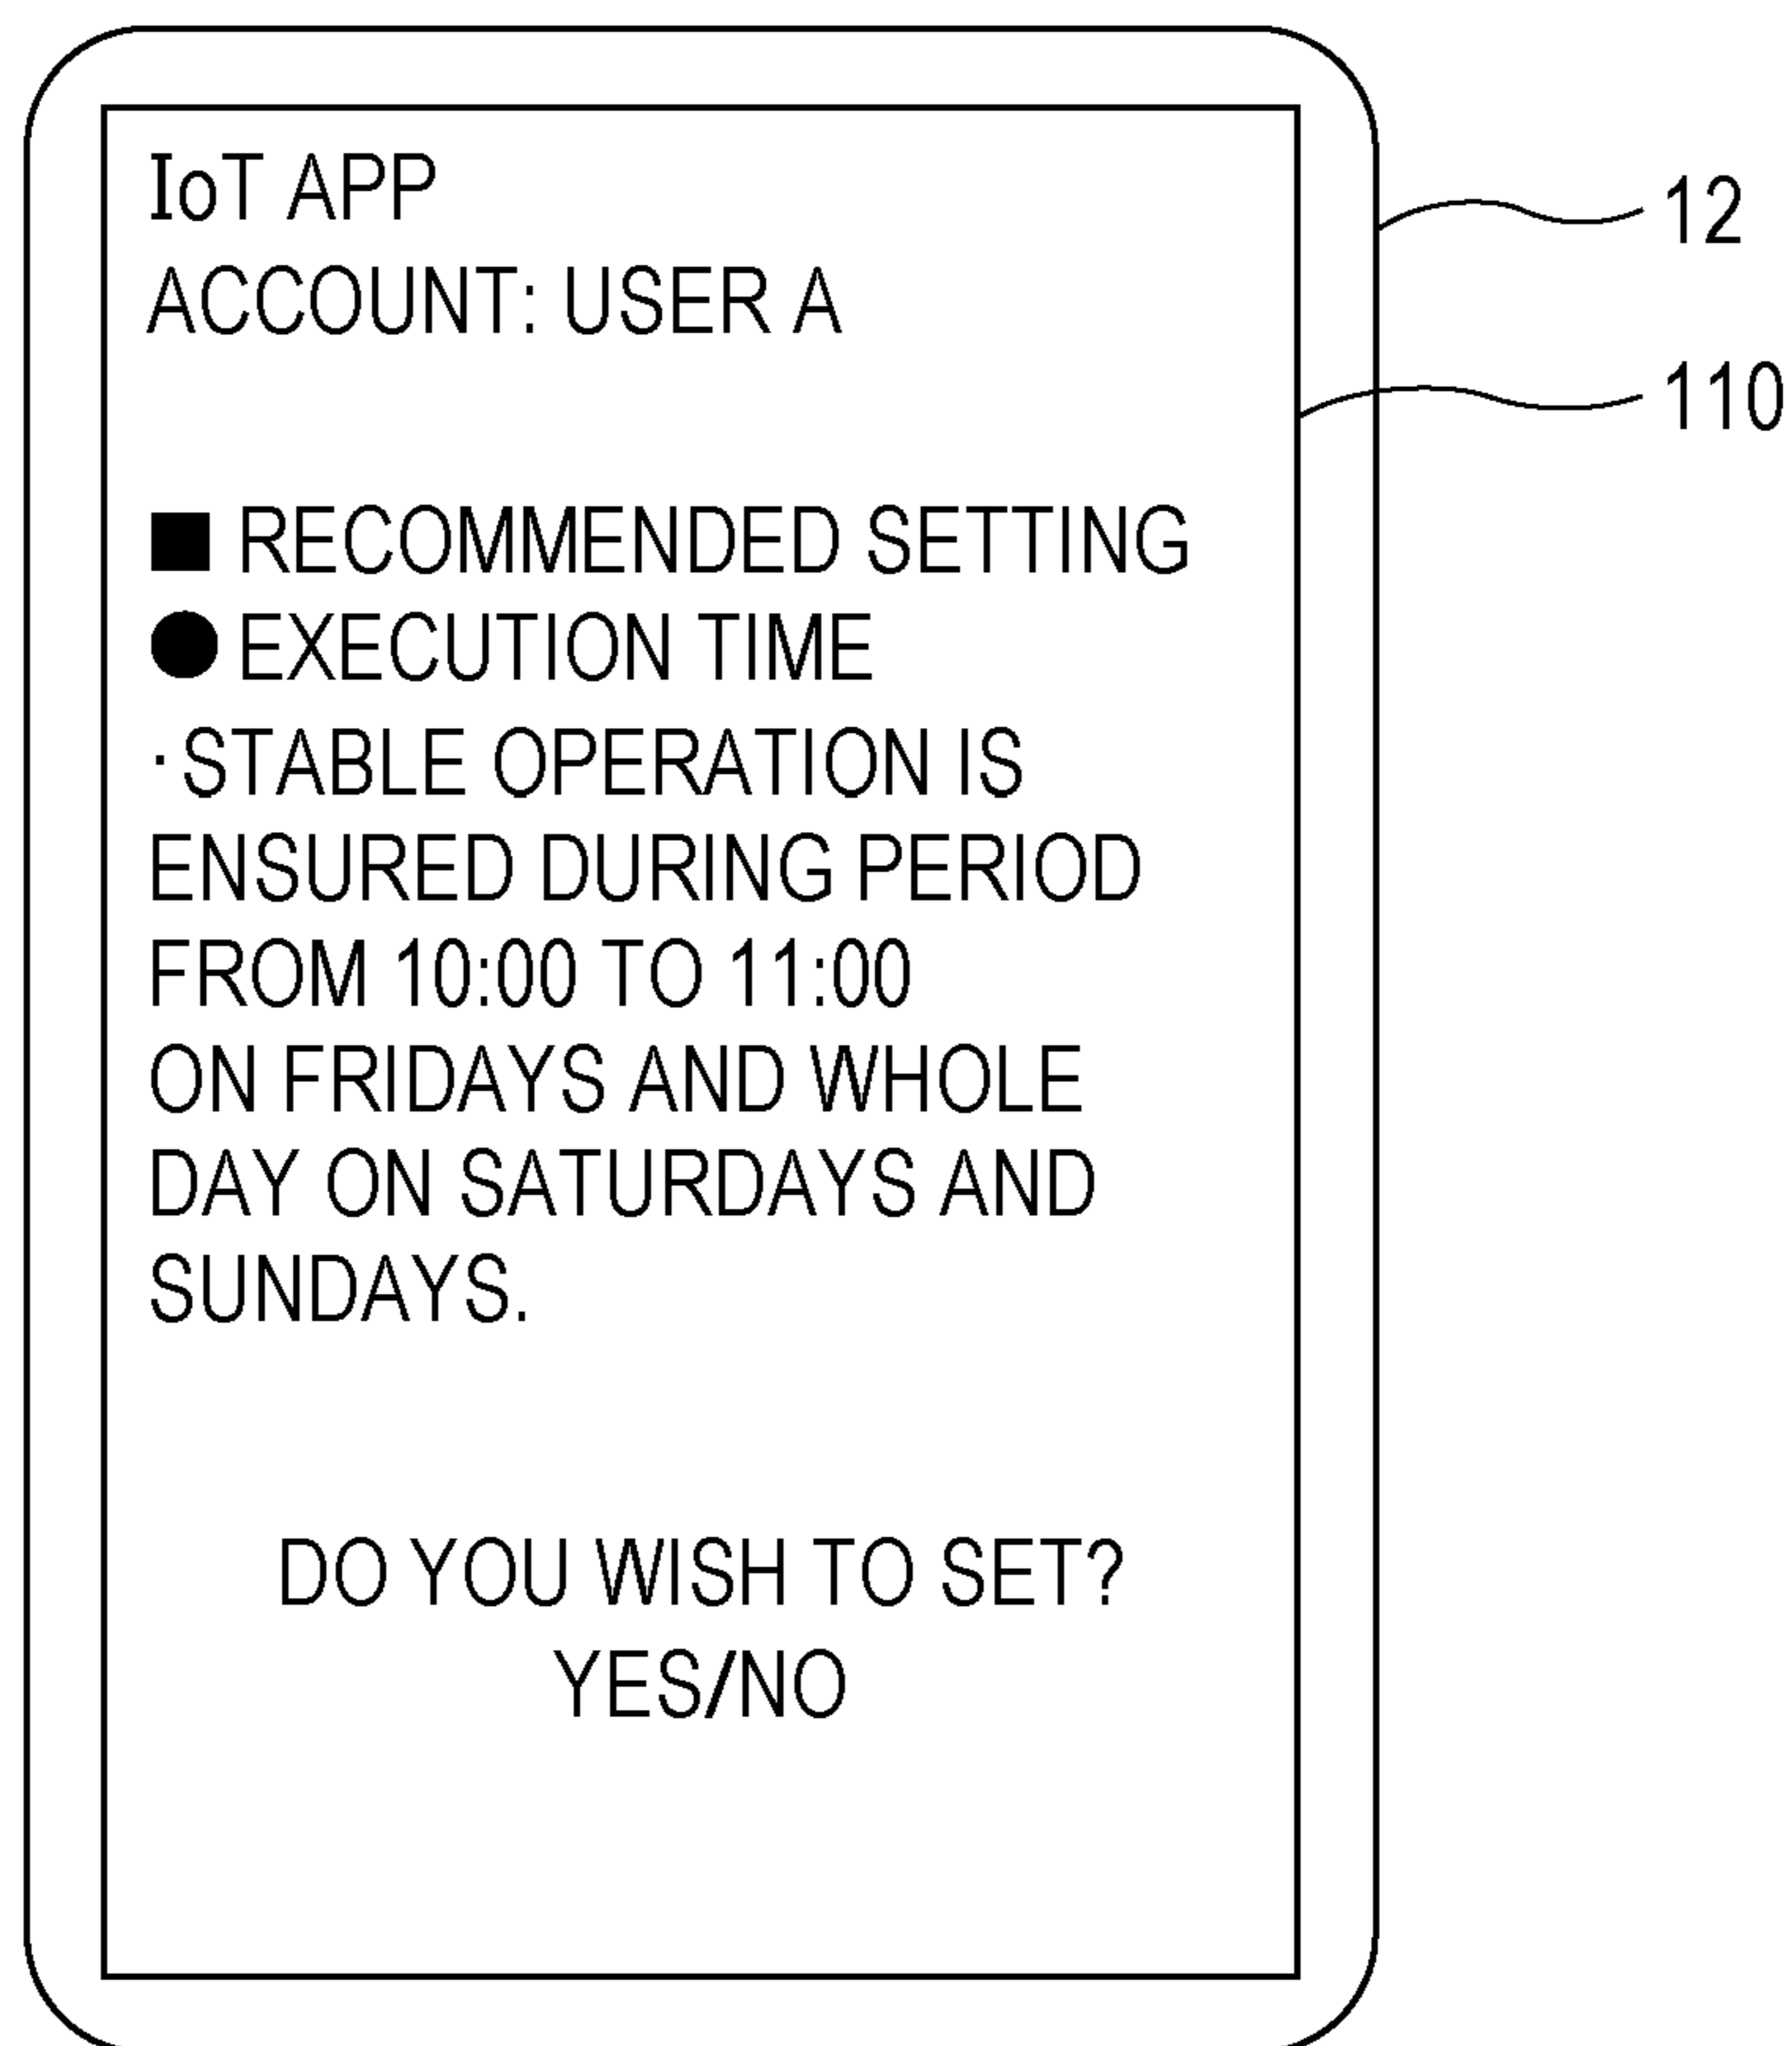 IoT APP
ACCOUNT: USER A
12
110
■ RECOMMENDED SETTING
● EXECUTION TIME
·STABLE OPERATION IS
ENSURED DURING PERIOD
FROM 10:00 TO 11:00
ON FRIDAYS AND WHOLE
DAY ON SATURDAYS AND
SUNDAYS.
DO YOU WISH TO SET?
YES/NO